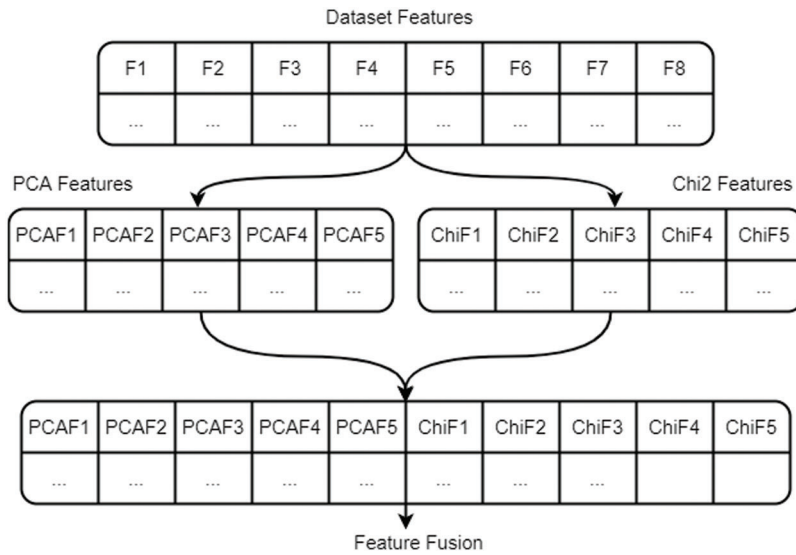 Dataset Features
F1 F2 F3 F4 F5 F6 F7 F8
... ... ... ... ... ... ... ...
PCA Features Chi2 Features
PCAF1 PCAF2 PCAF3 PCAF4 PCAF5 ChiF1 ChiF2 ChiF3 ChiF4 ChiF5
... ... ... ... ... ... ... ... ... ...
PCAF1 PCAF2 PCAF3 PCAF4 PCAF5 ChiF1 ChiF2 ChiF3 ChiF4 ChiF5
... ... ... ... ... ... ... ...
Feature Fusion